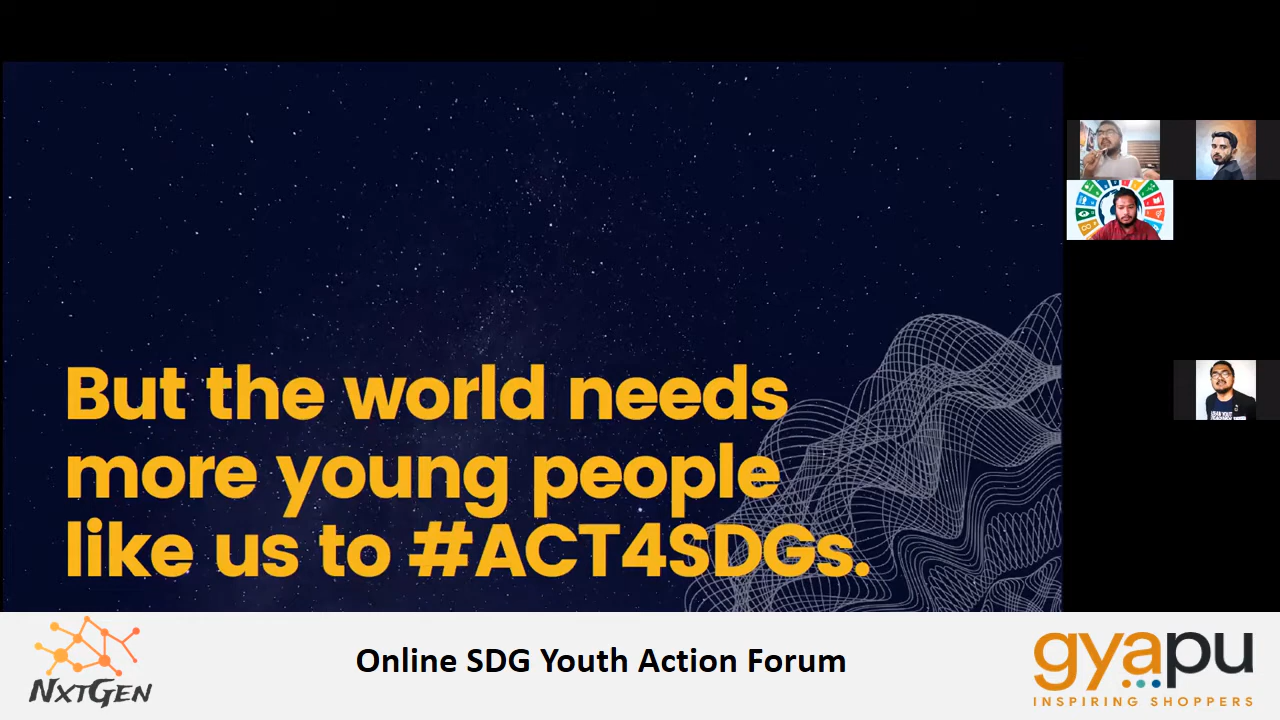 But the world needs
more young people
like us to #ACT4SDGs.
NXTGEN
Online SDG Youth Action Forum
gyapu
INSPIRING SHOPPERS